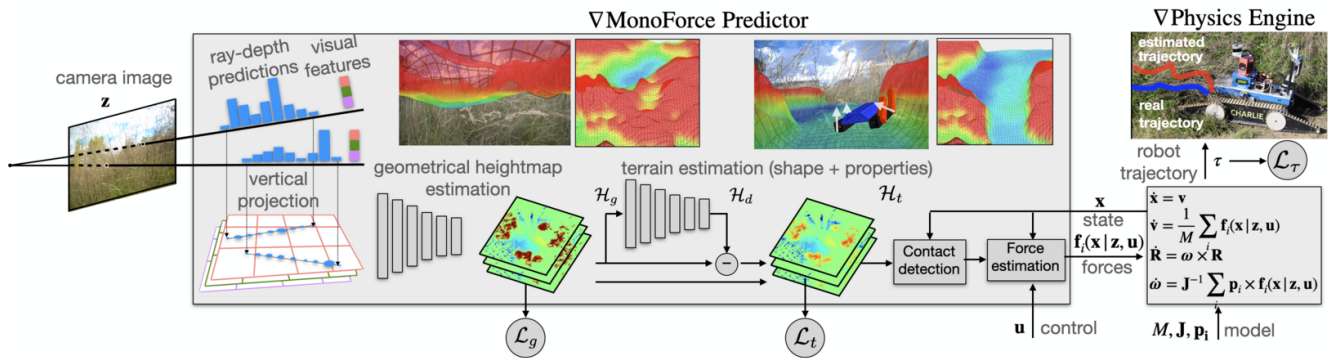 ∇MonoForce Predictor
∇Physics Engine
camera image
z
ray-depth
predictions
visual
features
vertical
projection
geometrical heightmap
estimation
terrain estimation (shape + properties)
ℋ_g
ℋ_d
ℋ_t
−
ℒ_g
ℒ_t
Contact
detection
Force
estimation
u
control
x
state
f_i(x | z, u)
forces
estimated
trajectory
real
trajectory
CHARLIE
robot
trajectory
τ
ℒ_τ
ẋ = v
v̇ = 1/M ∑_i f_i(x | z, u)
Ṙ = ω × R
ω̇ = J⁻¹ ∑_i p_i × f_i(x | z, u)
M, J, p_i
model